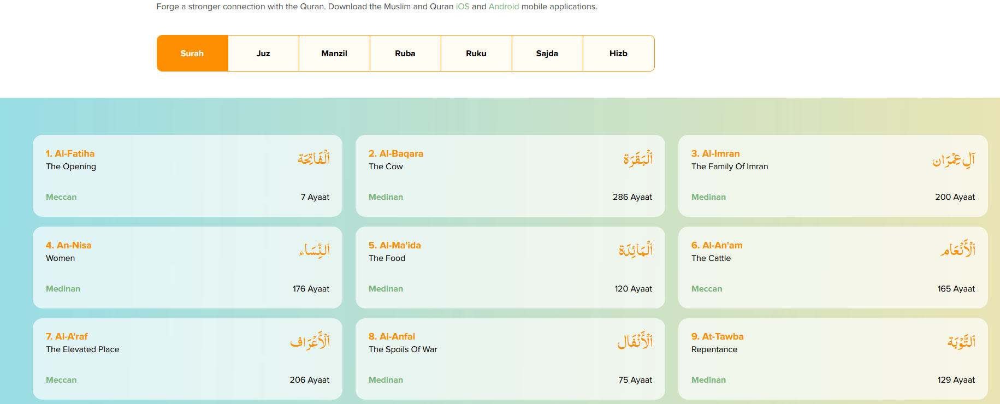 Forge a stronger connection with the Quran. Download the Muslim and Quran iOS and Android mobile applications.
Surah Juz Manzil Ruba Ruku Sajda Hizb
1. Al-Fatiha
The Opening
ٱلْفَاتِحَة
Meccan 7 Ayaat
2. Al-Baqara
The Cow
ٱلْبَقَرَة
Medinan 286 Ayaat
3. Al-Imran
The Family Of Imran
آلِ عِمْرَان
Medinan 200 Ayaat
4. An-Nisa
Women
ٱلنِّسَاء
Medinan 176 Ayaat
5. Al-Ma'ida
The Food
ٱلْمَائِدَة
Medinan 120 Ayaat
6. Al-An'am
The Cattle
ٱلْأَنْعَام
Meccan 165 Ayaat
7. Al-A'raf
The Elevated Place
ٱلْأَعْرَاف
Meccan 206 Ayaat
8. Al-Anfal
The Spoils Of War
ٱلْأَنْفَال
Medinan 75 Ayaat
9. At-Tawba
Repentance
ٱلتَّوْبَة
Medinan 129 Ayaat